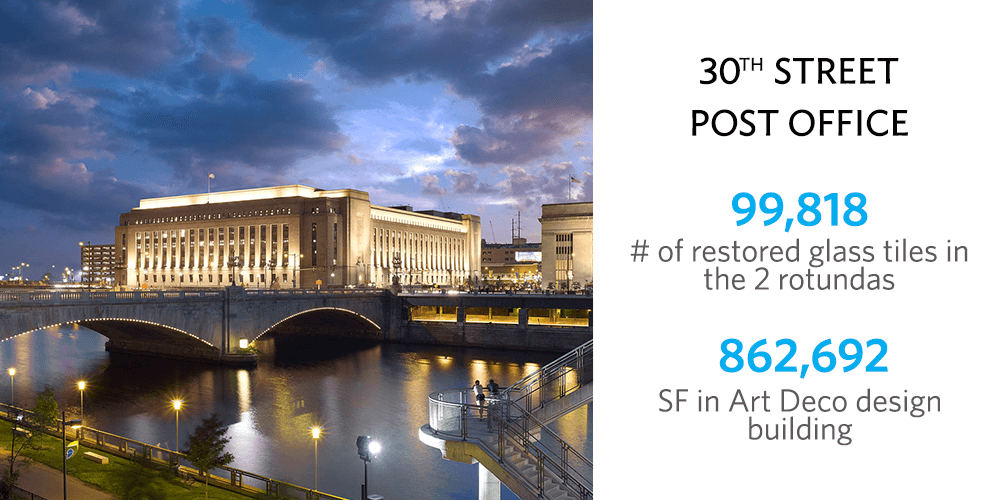 30TH STREET
POST OFFICE
99,818
# of restored glass tiles in
the 2 rotundas
862,692
SF in Art Deco design
building